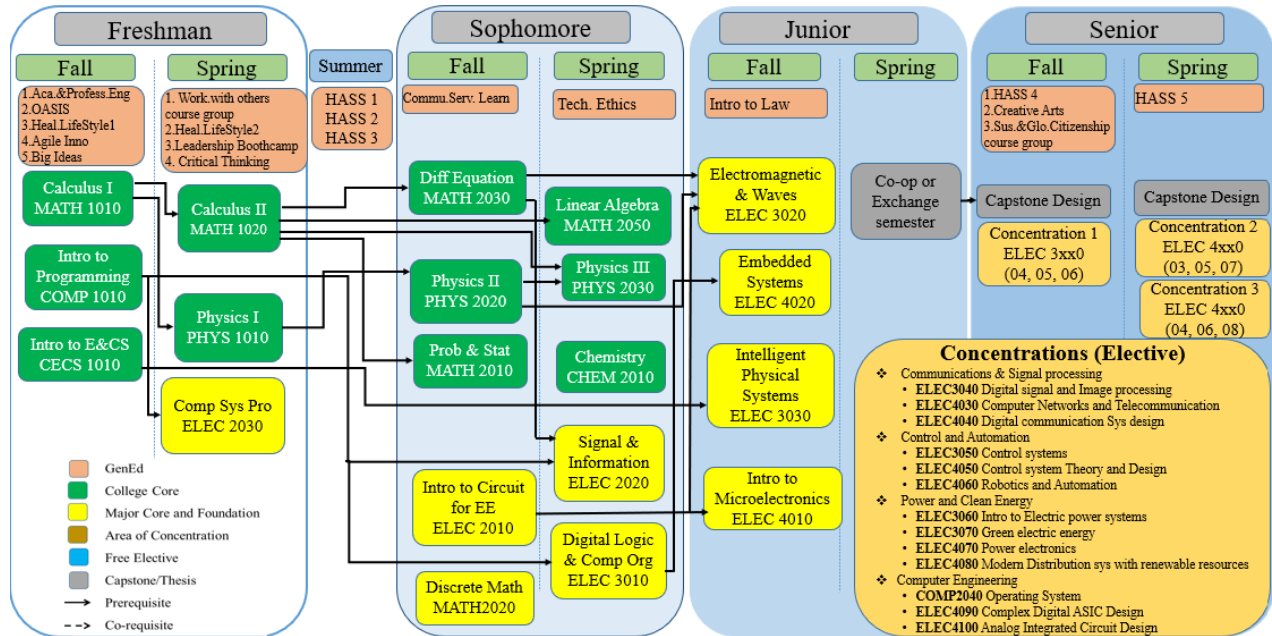 Freshman
Fall
Spring
1.Aca.&Profess.Eng
2.OASIS
3.Heal.LifeStyle1
4.Agile Inno
5.Big Ideas
1. Work.with others
course group
2.Heal.LifeStyle2
3.Leadership Boothcamp
4. Critical Thinking
Calculus I
MATH 1010
Calculus II
MATH 1020
Intro to
Programming
COMP 1010
Physics I
PHYS 1010
Intro to E&CS
CECS 1010
Comp Sys Pro
ELEC 2030
GenEd
College Core
Major Core and Foundation
Area of Concentration
Free Elective
Capstone/Thesis
Prerequisite
Co-requisite
Summer
HASS 1
HASS 2
HASS 3
Sophomore
Fall
Spring
Commu.Serv. Learn
Tech. Ethics
Diff Equation
MATH 2030
Linear Algebra
MATH 2050
Physics II
PHYS 2020
Physics III
PHYS 2030
Prob & Stat
MATH 2010
Chemistry
CHEM 2010
Signal &
Information
ELEC 2020
Intro to Circuit
for EE
ELEC 2010
Digital Logic
& Comp Org
ELEC 3010
Discrete Math
MATH2020
Junior
Fall
Spring
Intro to Law
Electromagnetic
& Waves
ELEC 3020
Co-op or
Exchange
semester
Embedded
Systems
ELEC 4020
Intelligent
Physical
Systems
ELEC 3030
Intro to
Microelectronics
ELEC 4010
Senior
Fall
Spring
1.HASS 4
2.Creative Arts
3.Sus.&Glo.Citizenship
course group
HASS 5
Capstone Design
Capstone Design
Concentration 1
ELEC 3xx0
(04, 05, 06)
Concentration 2
ELEC 4xx0
(03, 05, 07)
Concentration 3
ELEC 4xx0
(04, 06, 08)
Concentrations (Elective)
❖ Communications & Signal processing
• ELEC3040 Digital signal and Image processing
• ELEC4030 Computer Networks and Telecommunication
• ELEC4040 Digital communication Sys design
❖ Control and Automation
• ELEC3050 Control systems
• ELEC4050 Control system Theory and Design
• ELEC4060 Robotics and Automation
❖ Power and Clean Energy
• ELEC3060 Intro to Electric power systems
• ELEC3070 Green electric energy
• ELEC4070 Power electronics
• ELEC4080 Modern Distribution sys with renewable resources
❖ Computer Engineering
• COMP2040 Operating System
• ELEC4090 Complex Digital ASIC Design
• ELEC4100 Analog Integrated Circuit Design